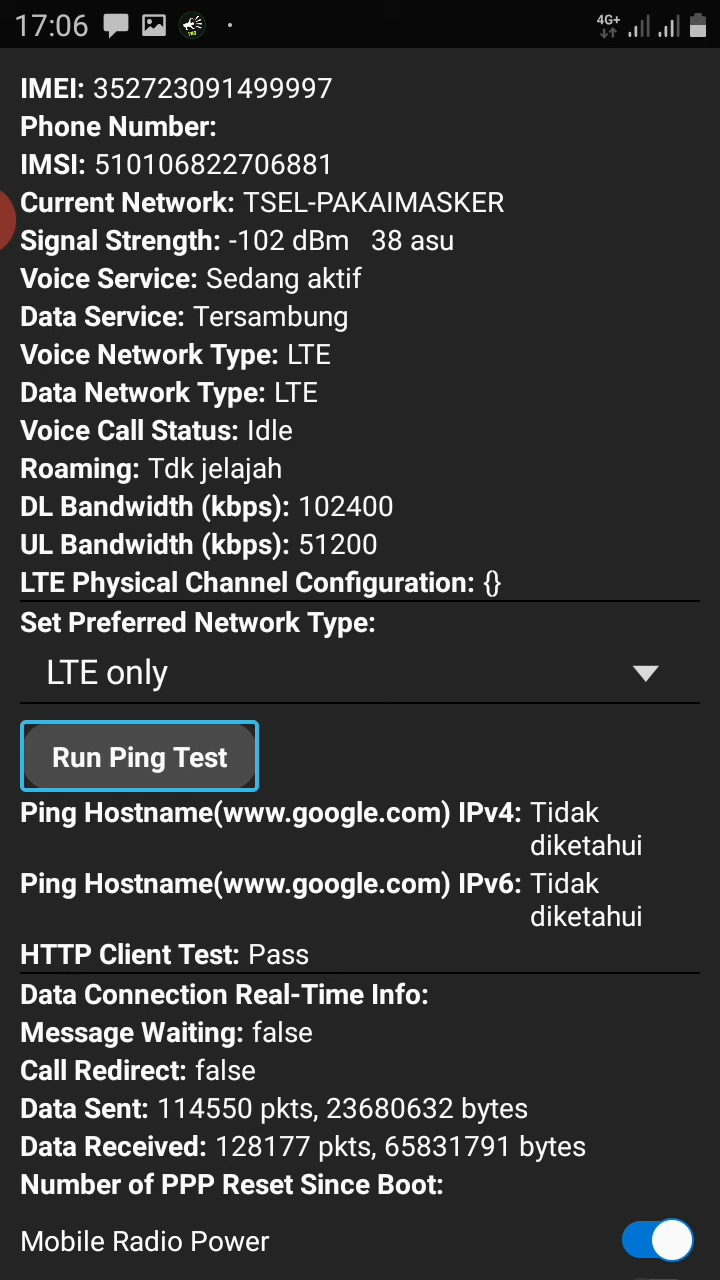 17:06 4G+
IMEI: 352723091499997
Phone Number:
IMSI: 510106822706881
Current Network: TSEL-PAKAIMASKER
Signal Strength: -102 dBm 38 asu
Voice Service: Sedang aktif
Data Service: Tersambung
Voice Network Type: LTE
Data Network Type: LTE
Voice Call Status: Idle
Roaming: Tdk jelajah
DL Bandwidth (kbps): 102400
UL Bandwidth (kbps): 51200
LTE Physical Channel Configuration: {}
Set Preferred Network Type:
LTE only
Run Ping Test
Ping Hostname(www.google.com) IPv4: Tidak
diketahui
Ping Hostname(www.google.com) IPv6: Tidak
diketahui
HTTP Client Test: Pass
Data Connection Real-Time Info:
Message Waiting: false
Call Redirect: false
Data Sent: 114550 pkts, 23680632 bytes
Data Received: 128177 pkts, 65831791 bytes
Number of PPP Reset Since Boot:
Mobile Radio Power